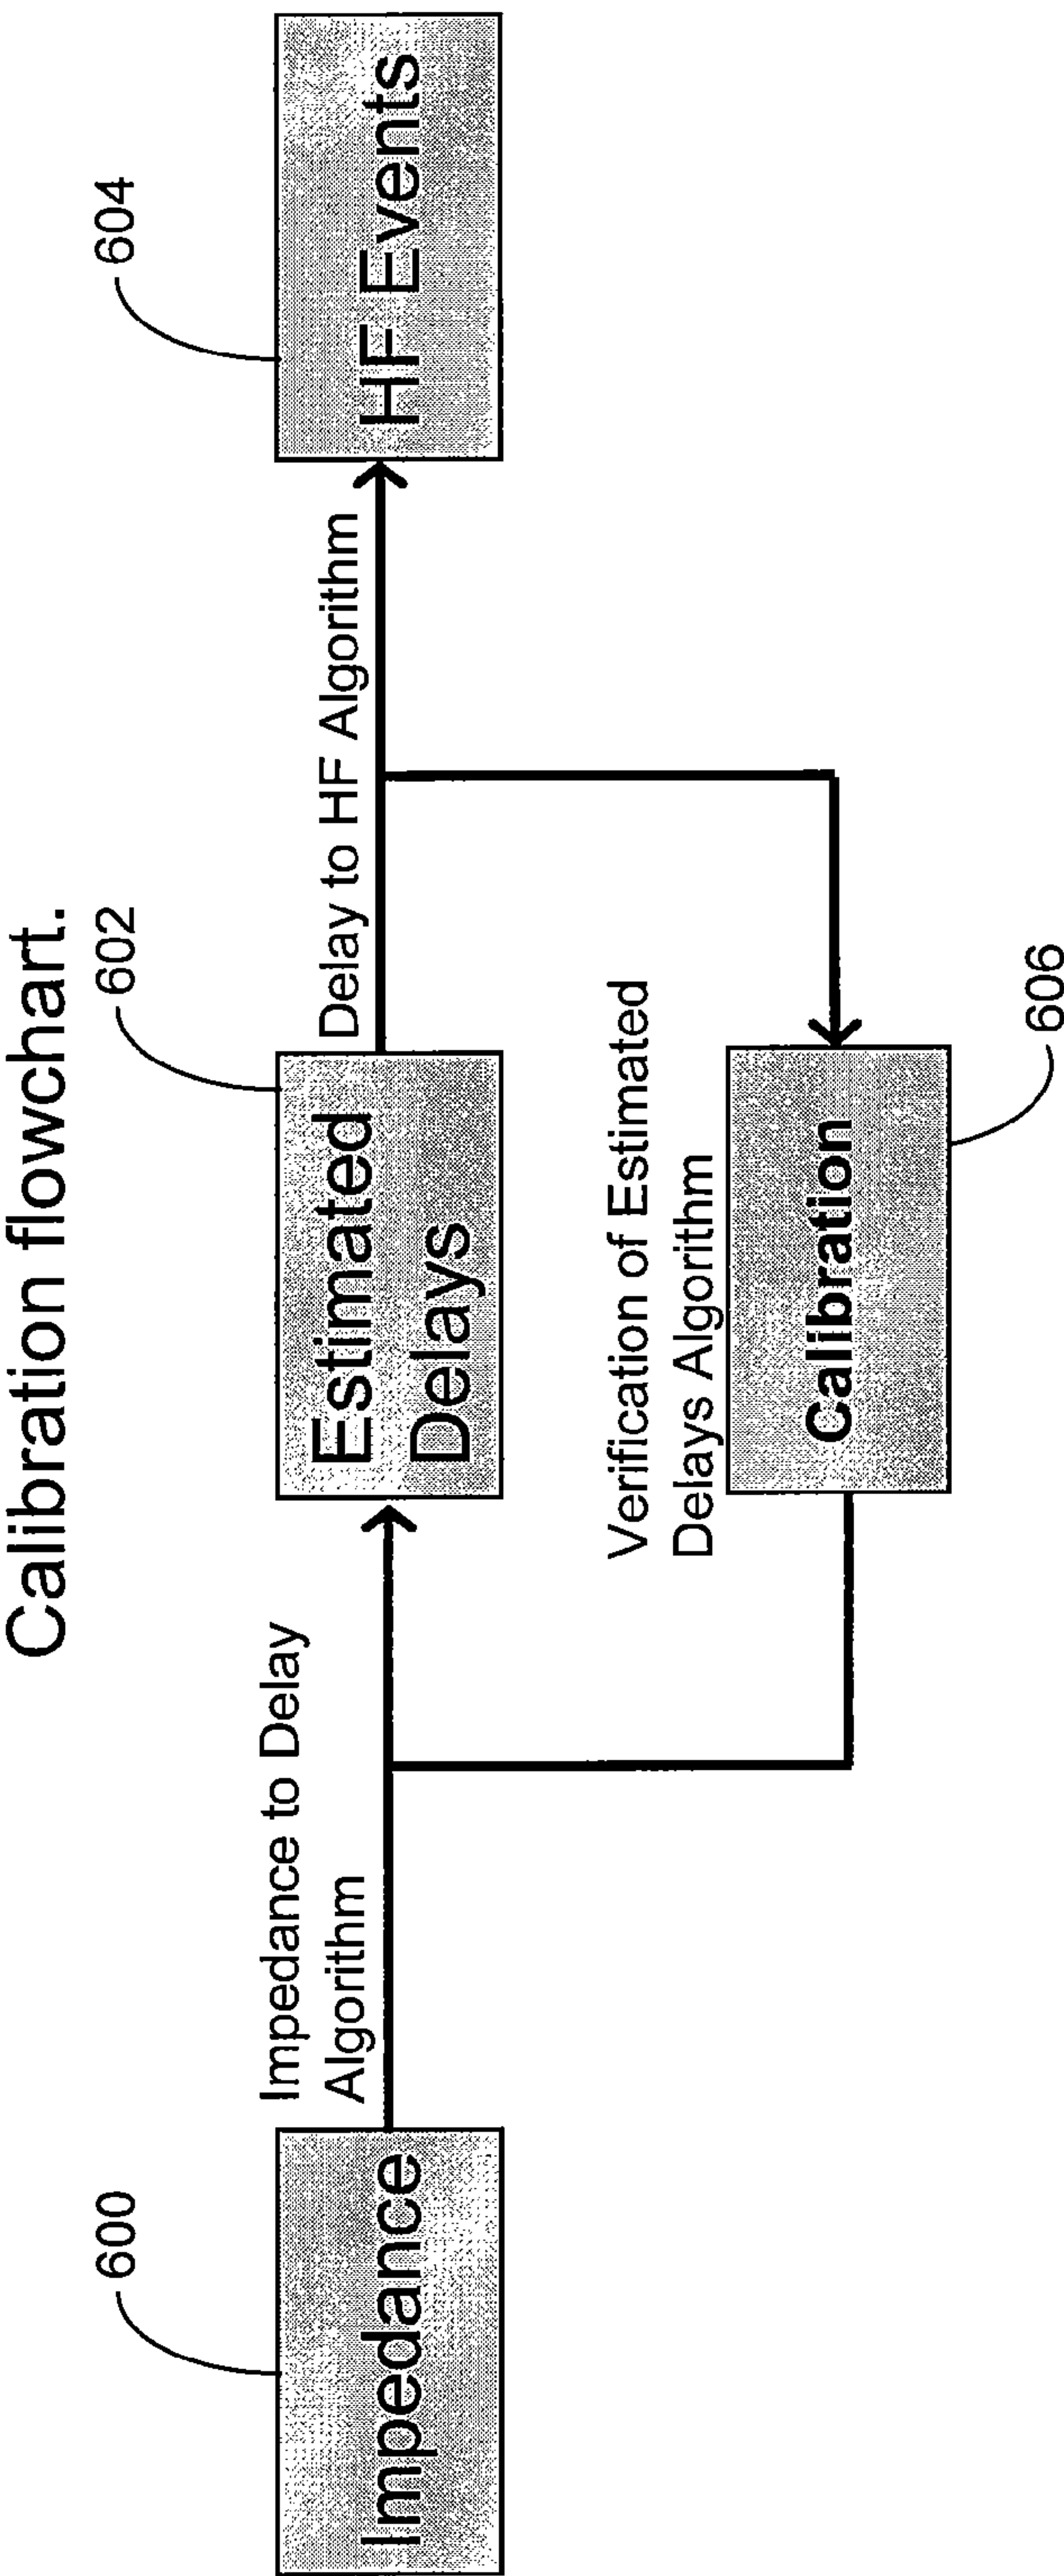 Calibration flowchart.
600
602
604
Impedance
Impedance to Delay
Algorithm
Estimated
Delays
Delay to HF Algorithm
HF Events
Verification of Estimated
Delays Algorithm
Calibration
606